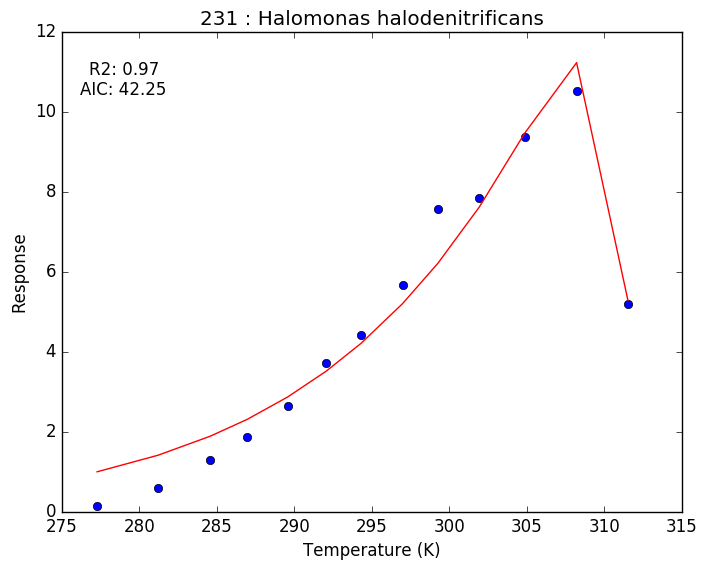 231 : Halomonas halodenitrificans
R2: 0.97
AIC: 42.25
12
10
8
6
4
2
0
Response
275 280 285 290 295 300 305 310 315
Temperature (K)